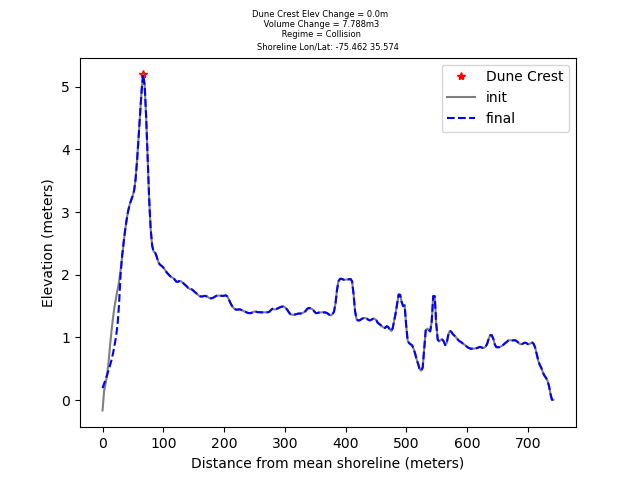 Dune Crest Elev Change = 0.0m
Volume Change = 7.788m3
Regime = Collision
Shoreline Lon/Lat: -75.462 35.574
Dune Crest
init
final
Elevation (meters)
5
4
3
2
1
0
0 100 200 300 400 500 600 700
Distance from mean shoreline (meters)